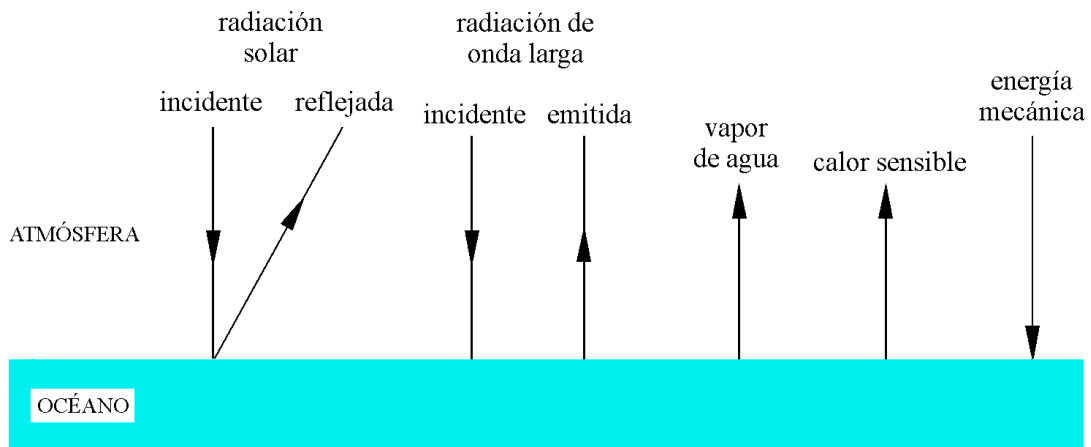 radiación
solar
incidente
reflejada
radiación de
onda larga
incidente
emitida
vapor
de agua
calor sensible
energía
mecánica
ATMÓSFERA
OCÉANO